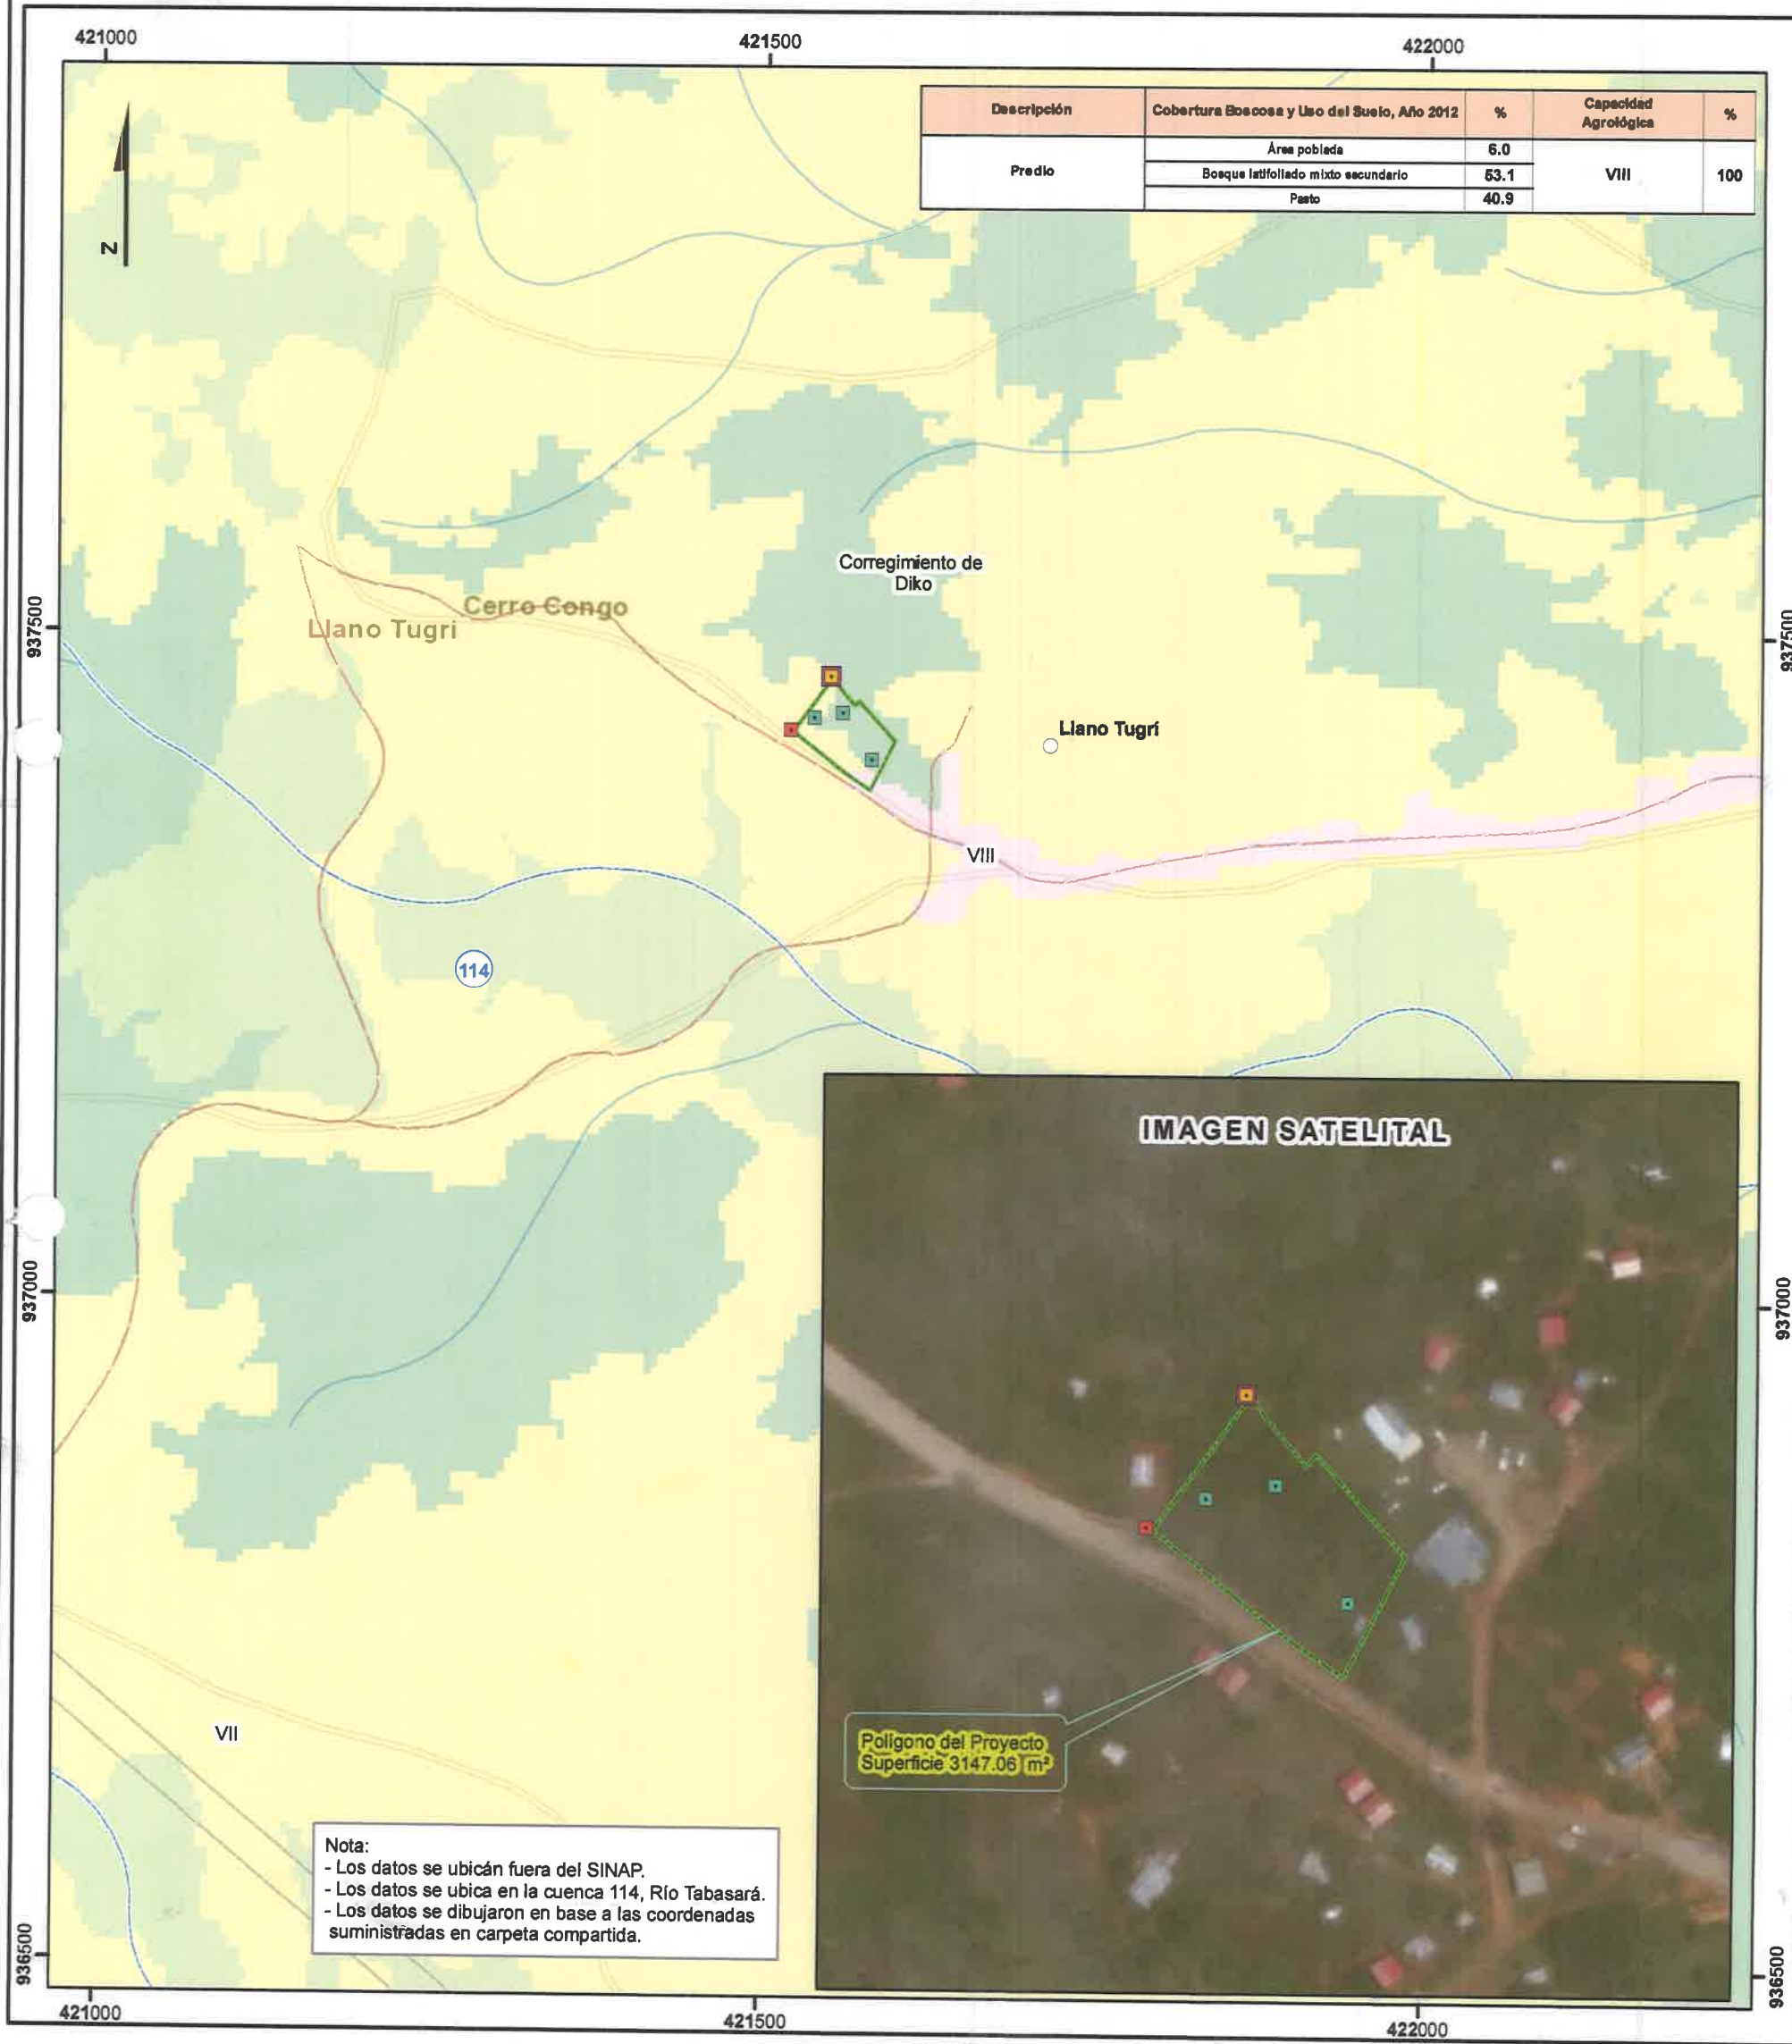 421000
421500
422000
Descripción
Cobertura Boscosa y Uso del Suelo, Año 2012
%
Capacidad
Agrológica
%
Predio
Área poblada
6.0
Bosque latifoliado mixto secundario
53.1
Pasto
40.9
VIII
100
N
Corregimiento de
Diko
Cerro Congo
Llano Tugri
937500
937500
Llano Tugrí
VIII
114
IMAGEN SATELITAL
937000
937000
Polígono del Proyecto
Superficie 3147.06 m²
VII
Nota:
- Los datos se ubicán fuera del SINAP.
- Los datos se ubica en la cuenca 114, Río Tabasará.
- Los datos se dibujaron en base a las coordenadas
suministradas en carpeta compartida.
936500
936500
421000
421500
422000